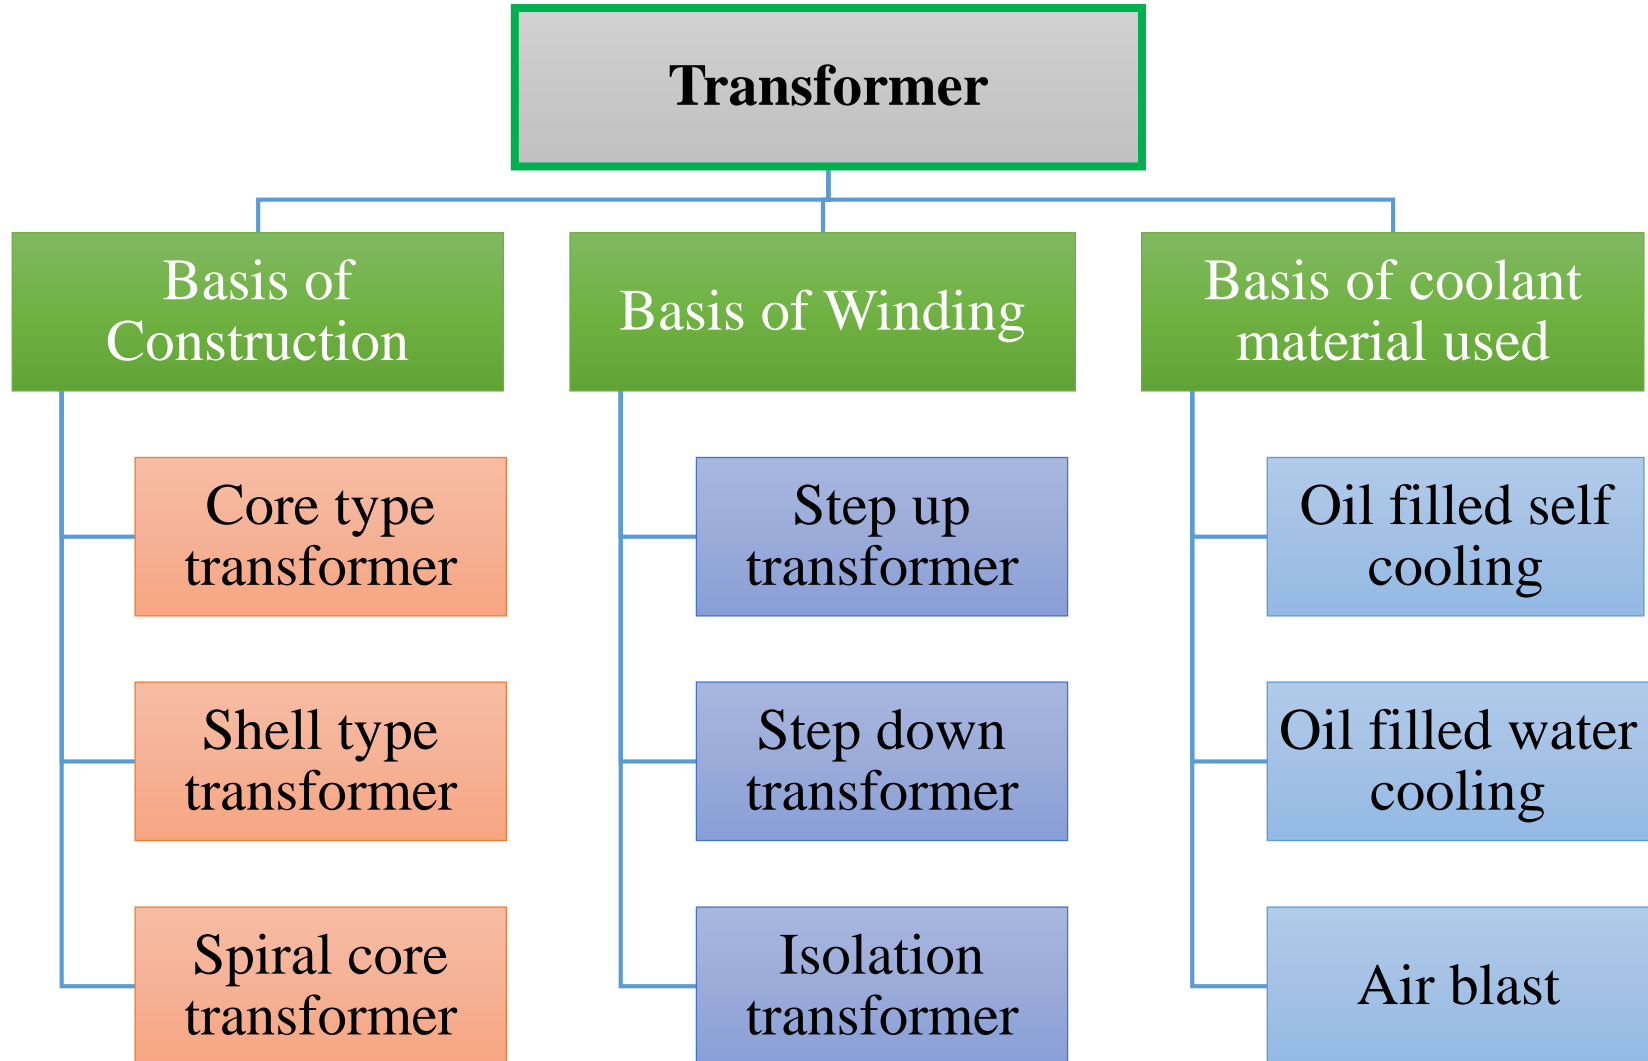 Transformer
Basis of
Construction
Basis of Winding
Basis of coolant
material used
Core type
transformer
Step up
transformer
Oil filled self
cooling
Shell type
transformer
Step down
transformer
Oil filled water
cooling
Spiral core
transformer
Isolation
transformer
Air blast